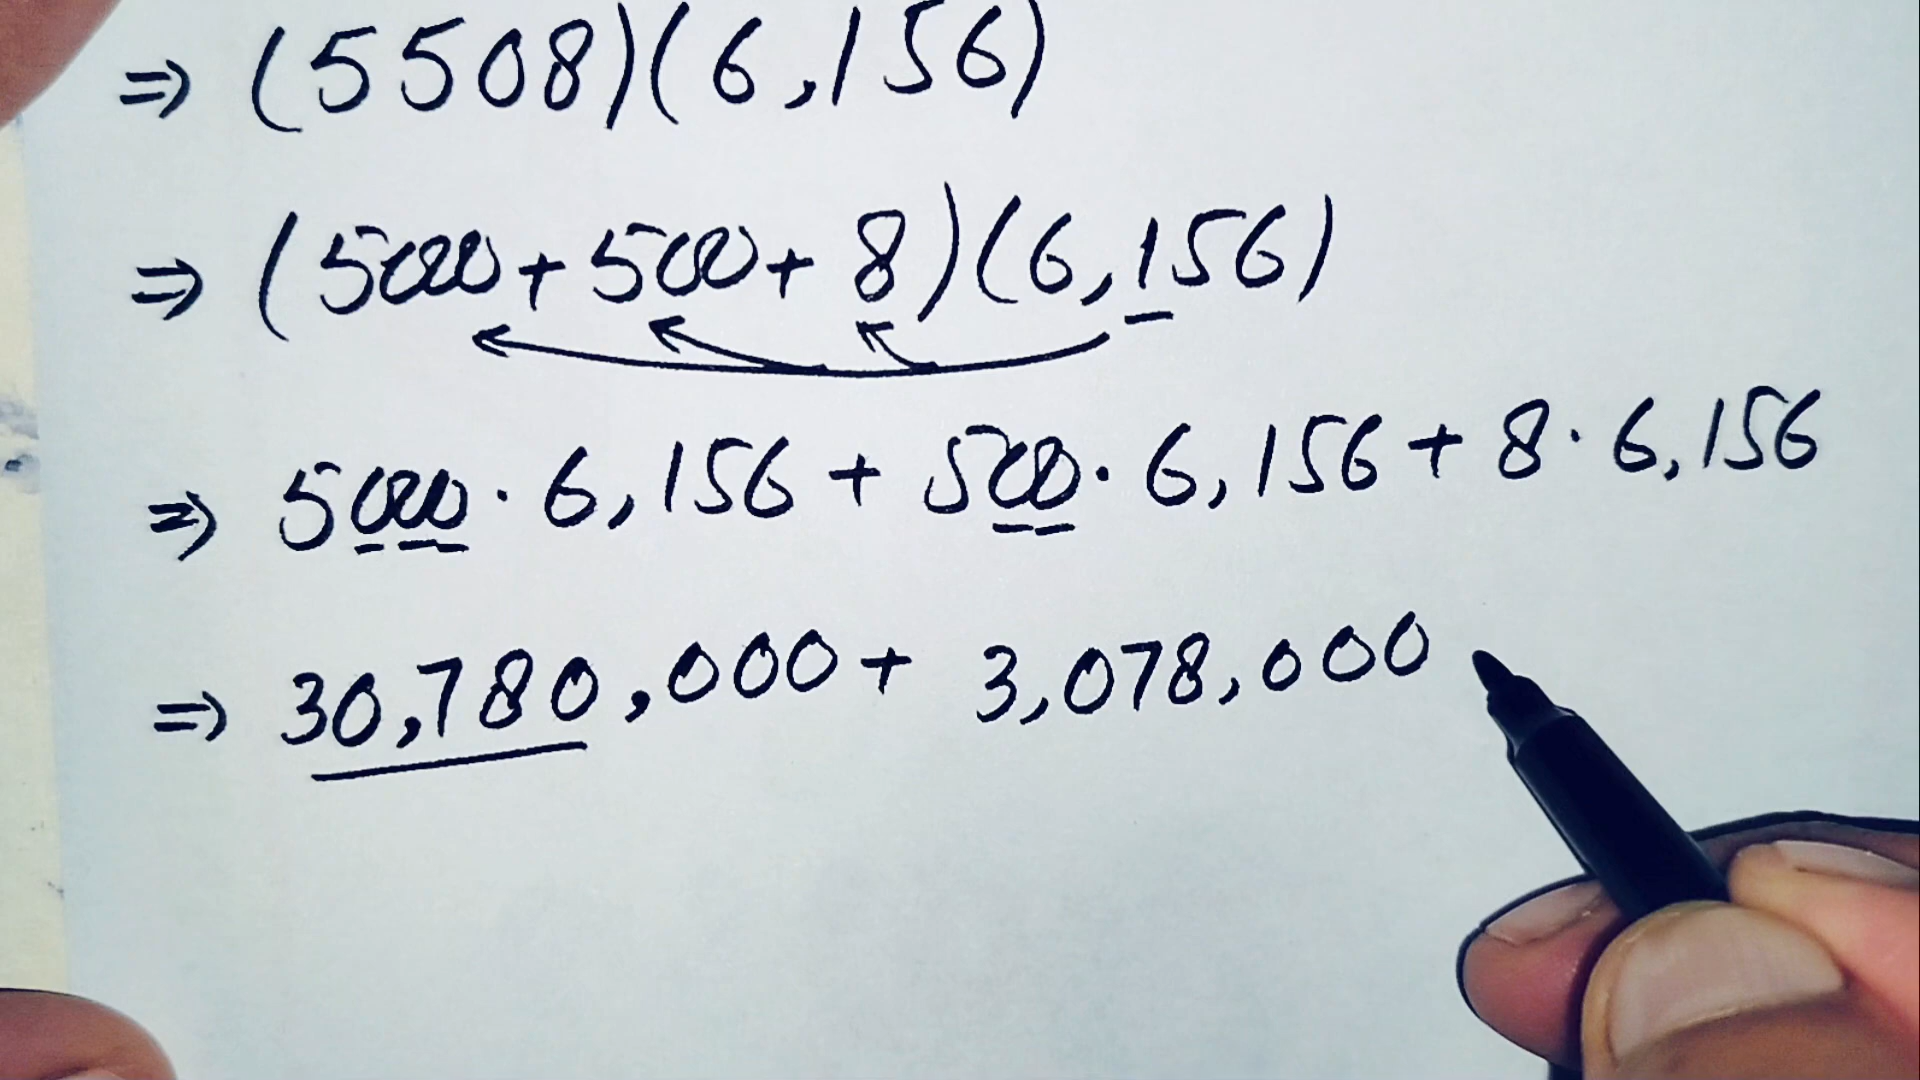 ⇒ (5508)(6,156)
⇒ (5000+500+8)(6,156)
⇒ 5000·6,156+500·6,156+8·6,156
⇒ 30,780,000+3,078,000